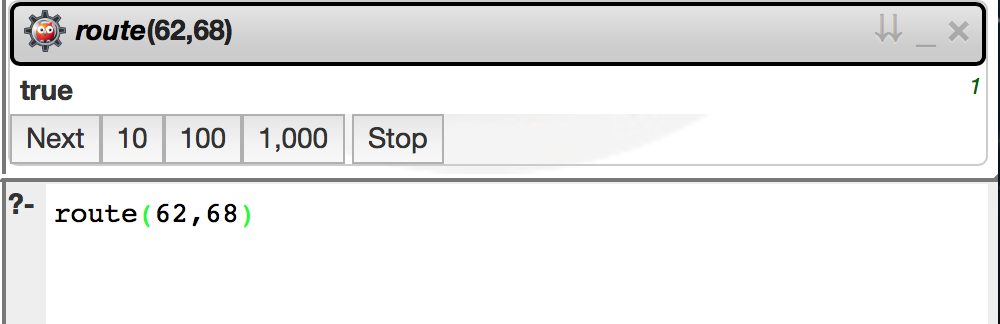 route(62,68)
true 1
Next 10 100 1,000 Stop
?- route(62,68)